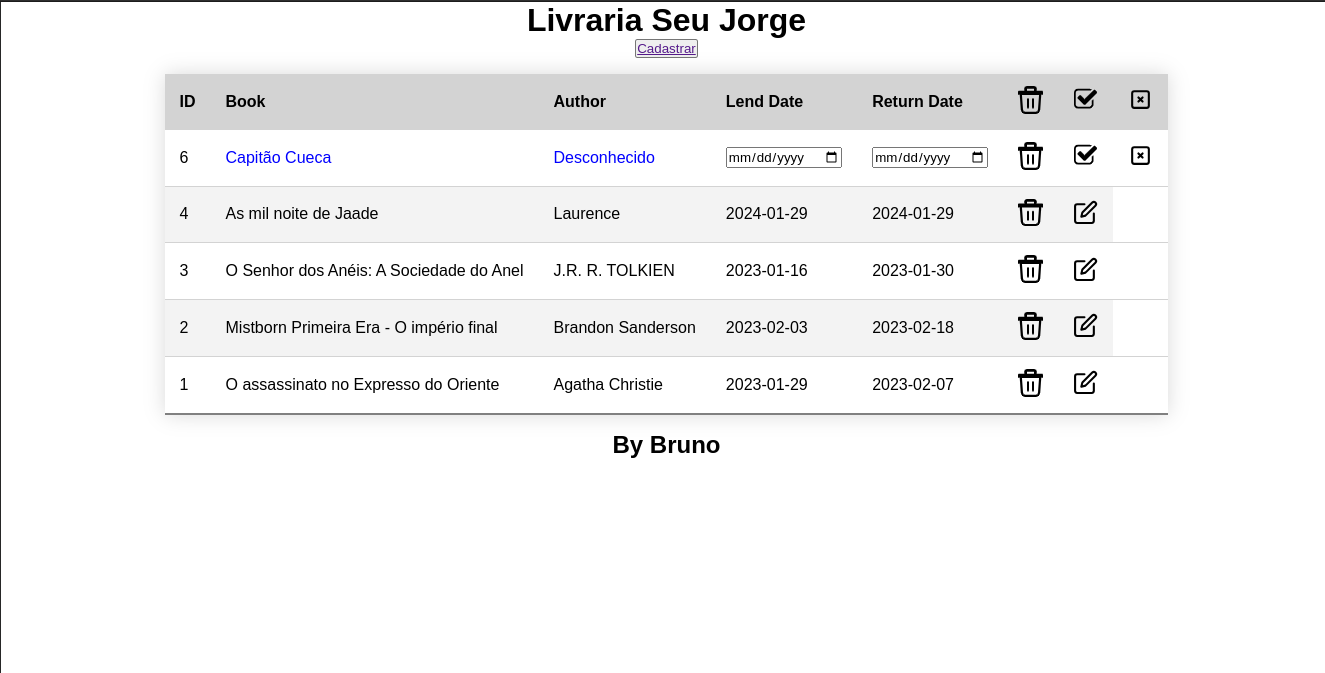 Livraria Seu Jorge
Cadastrar
ID Book Author Lend Date Return Date
6 Capitão Cueca Desconhecido mm/dd/yyyy mm/dd/yyyy
4 As mil noite de Jaade Laurence 2024-01-29 2024-01-29
3 O Senhor dos Anéis: A Sociedade do Anel J.R. R. TOLKIEN 2023-01-16 2023-01-30
2 Mistborn Primeira Era - O império final Brandon Sanderson 2023-02-03 2023-02-18
1 O assassinato no Expresso do Oriente Agatha Christie 2023-01-29 2023-02-07
By Bruno